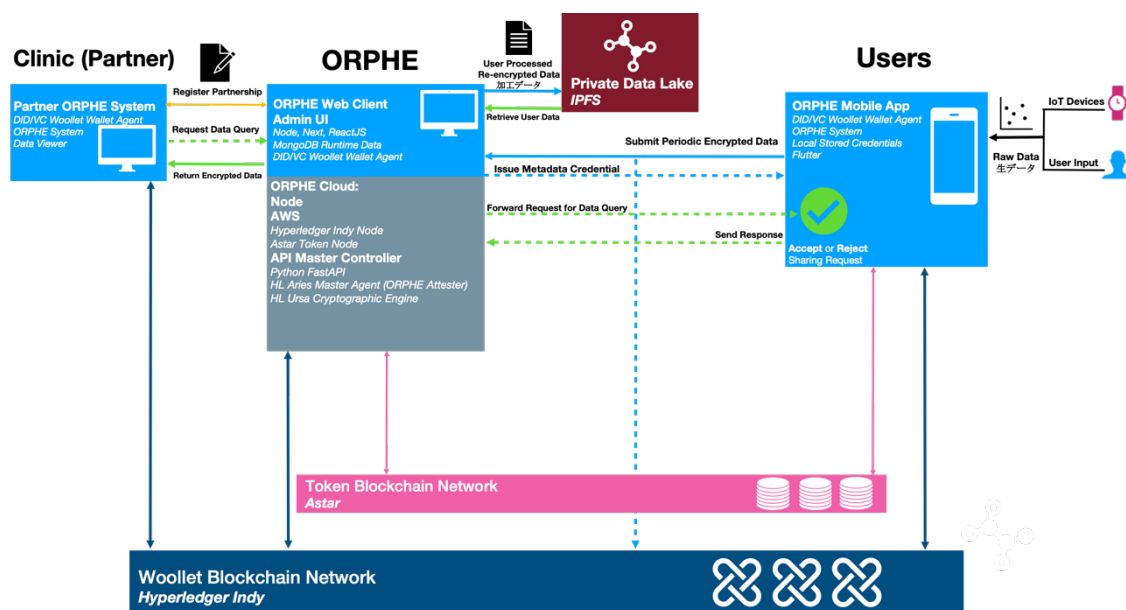 Clinic (Partner)
ORPHE
Users
Register Partnership
User Processed
Re-encrypted Data
加工データ
Retrieve User Data
Private Data Lake
IPFS
Partner ORPHE System
DID/VC Woollet Wallet Agent
ORPHE System
Data Viewer
Request Data Query
Return Encrypted Data
ORPHE Web Client
Admin UI
Node, Next, ReactJS
MongoDB Runtime Data
DID/VC Woollet Wallet Agent
ORPHE Cloud:
Node
AWS
Hyperledger Indy Node
Astar Token Node
API Master Controller
Python FastAPI
HL Aries Master Agent (ORPHE Attester)
HL Ursa Cryptographic Engine
Submit Periodic Encrypted Data
Issue Metadata Credential
Forward Request for Data Query
Send Response
ORPHE Mobile App
DID/VC Woollet Wallet Agent
ORPHE System
Local Stored Credentials
Flutter
Accept or Reject
Sharing Request
IoT Devices
Raw Data
生データ
User Input
Token Blockchain Network
Astar
Woollet Blockchain Network
Hyperledger Indy